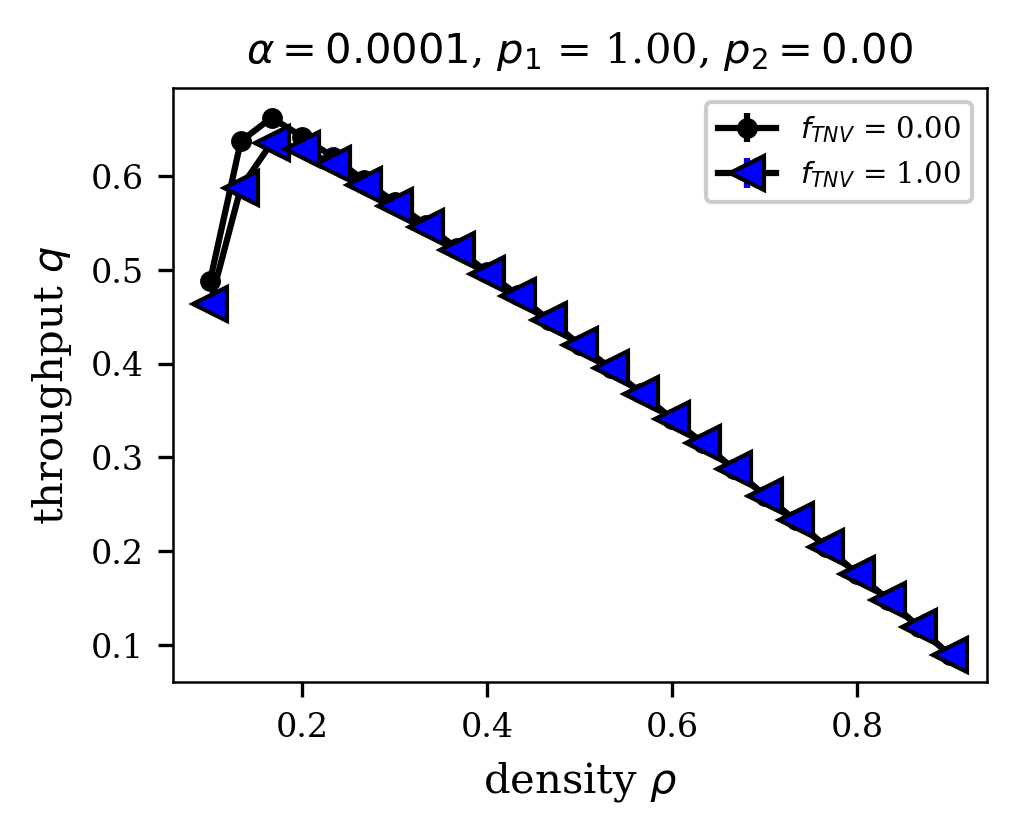 α = 0.0001, p₁ = 1.00, p₂ = 0.00
f_TNV = 0.00
f_TNV = 1.00
throughput q
0.6
0.5
0.4
0.3
0.2
0.1
0.2 0.4 0.6 0.8
density ρ